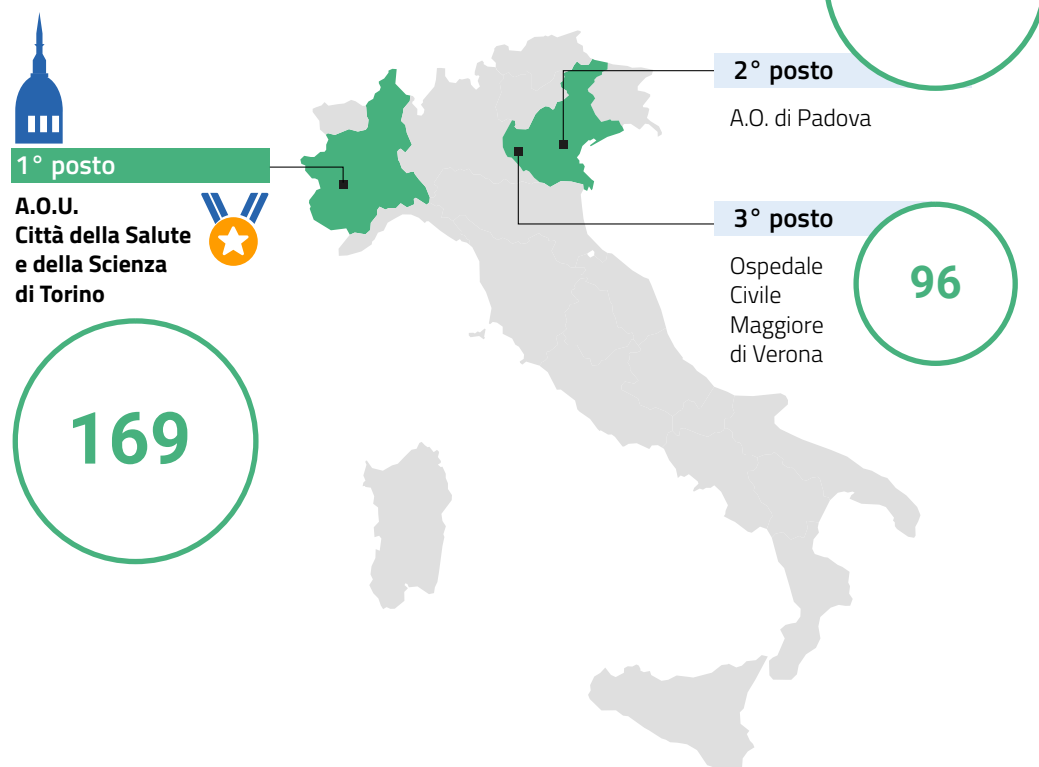 1° posto
A.O.U.
Città della Salute
e della Scienza
di Torino
169
2° posto
A.O. di Padova
3° posto
Ospedale
Civile
Maggiore
di Verona
96